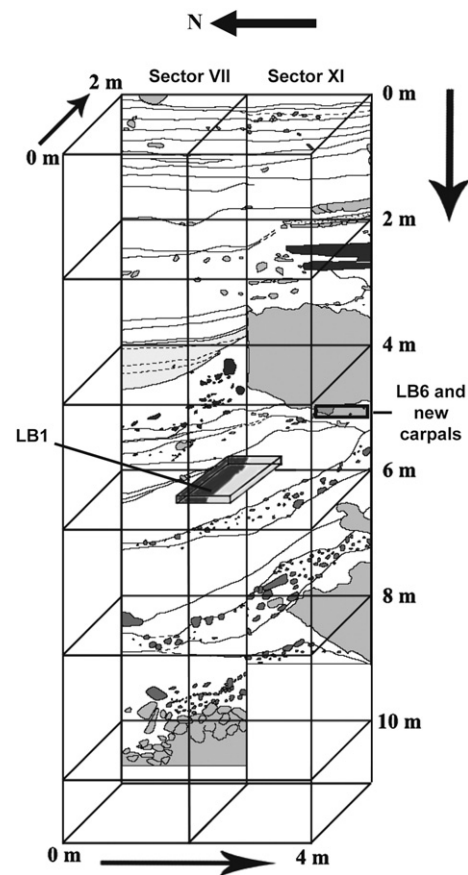 N
Sector VII Sector XI
2 m
0 m
0 m
2 m
4 m
LB6 and
new
carpals
LB1
6 m
8 m
10 m
0 m
4 m